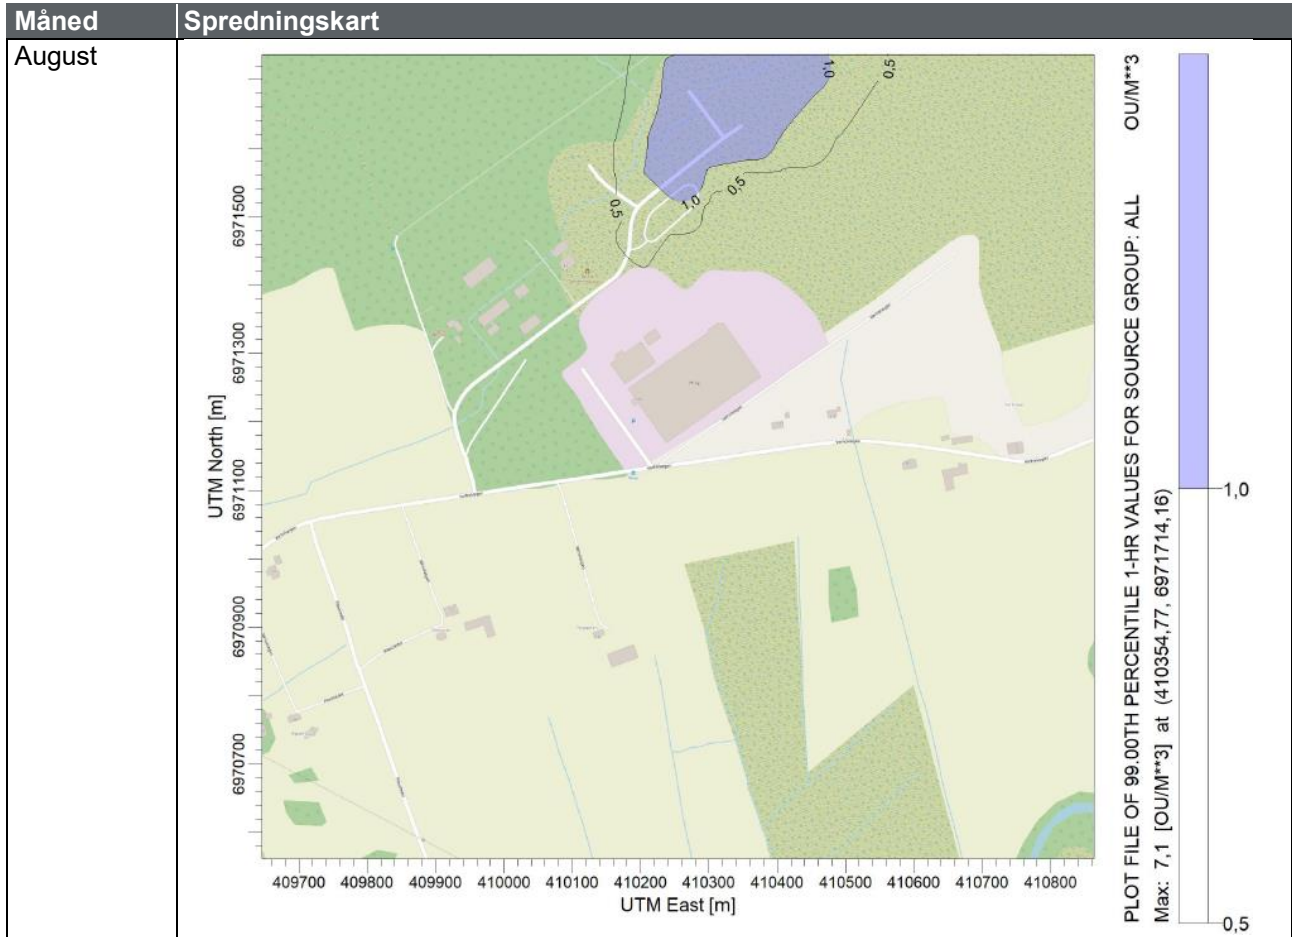 Måned Spredningskart
August
1,0
0,5
0,5
1,0
0,5
UTM North [m]
6971500
6971300
6971100
6970900
6970700
409700 409800 409900 410000 410100 410200 410300 410400 410500 410600 410700 410800
UTM East [m]
PLOT FILE OF 99.00TH PERCENTILE 1-HR VALUES FOR SOURCE GROUP: ALL OU/M**3
Max: 7,1 [OU/M**3] at (410354,77, 6971714,16)
1,0
0,5